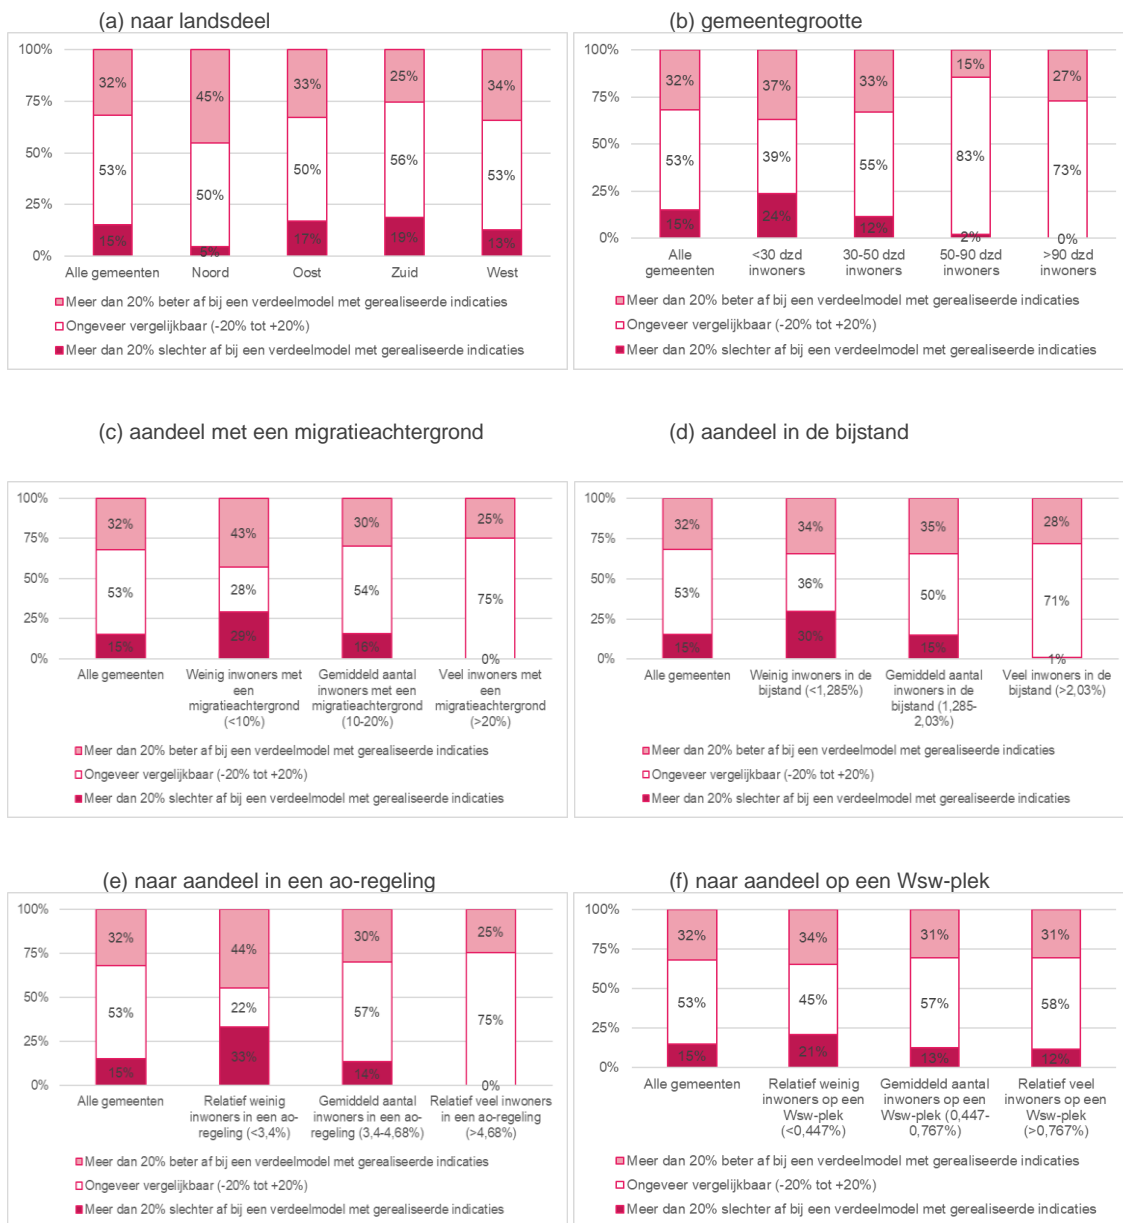 (a) naar landsdeel
100%
75%
50%
25%
0%
32%
45%
33%
25%
34%
53%
50%
50%
56%
53%
15%
5%
17%
19%
13%
Alle gemeenten
Noord
Oost
Zuid
West
Meer dan 20% beter af bij een verdeelmodel met gerealiseerde indicaties
Ongeveer vergelijkbaar (-20% tot +20%)
Meer dan 20% slechter af bij een verdeelmodel met gerealiseerde indicaties
(b) gemeentegrootte
100%
75%
50%
25%
0%
32%
37%
33%
15%
27%
53%
39%
55%
83%
73%
15%
24%
12%
2%
0%
Alle
gemeenten
<30 dzd
inwoners
30-50 dzd
inwoners
50-90 dzd
inwoners
>90 dzd
inwoners
Meer dan 20% beter af bij een verdeelmodel met gerealiseerde indicaties
Ongeveer vergelijkbaar (-20% tot +20%)
Meer dan 20% slechter af bij een verdeelmodel met gerealiseerde indicaties
(c) aandeel met een migratieachtergrond
100%
75%
50%
25%
0%
32%
43%
30%
25%
53%
28%
54%
75%
15%
29%
16%
0%
Alle gemeenten
Weinig inwoners met
een
migratieachtergrond
(<10%)
Gemiddeld aantal
inwoners met een
migratieachtergrond
(10-20%)
Veel inwoners met
een
migratieachtergrond
(>20%)
Meer dan 20% beter af bij een verdeelmodel met gerealiseerde indicaties
Ongeveer vergelijkbaar (-20% tot +20%)
Meer dan 20% slechter af bij een verdeelmodel met gerealiseerde indicaties
(d) aandeel in de bijstand
100%
75%
50%
25%
0%
32%
34%
35%
28%
53%
36%
50%
71%
15%
30%
15%
1%
Alle gemeenten
Weinig inwoners in de
bijstand (<1,285%)
Gemiddeld aantal
inwoners in de
bijstand (1,285-
2,03%)
Veel inwoners in de
bijstand (>2,03%)
Meer dan 20% beter af bij een verdeelmodel met gerealiseerde indicaties
Ongeveer vergelijkbaar (-20% tot +20%)
Meer dan 20% slechter af bij een verdeelmodel met gerealiseerde indicaties
(e) naar aandeel in een ao-regeling
100%
75%
50%
25%
0%
32%
44%
30%
25%
53%
22%
57%
75%
15%
33%
14%
0%
Alle gemeenten
Relatief weinig
inwoners in een ao-
regeling (<3,4%)
Gemiddeld aantal
inwoners in een ao-
regeling (3,4-4,68%)
Relatief veel inwoners
in een ao-regeling
(>4,68%)
Meer dan 20% beter af bij een verdeelmodel met gerealiseerde indicaties
Ongeveer vergelijkbaar (-20% tot +20%)
Meer dan 20% slechter af bij een verdeelmodel met gerealiseerde indicaties
(f) naar aandeel op een Wsw-plek
100%
75%
50%
25%
0%
32%
34%
31%
31%
53%
45%
57%
58%
15%
21%
13%
12%
Alle gemeenten
Relatief weinig
inwoners op een
Wsw-plek
(<0,447%)
Gemiddeld aantal
inwoners op een
Wsw-plek (0,447-
0,767%)
Relatief veel
inwoners op een
Wsw-plek
(>0,767%)
Meer dan 20% beter af bij een verdeelmodel met gerealiseerde indicaties
Ongeveer vergelijkbaar (-20% tot +20%)
Meer dan 20% slechter af bij een verdeelmodel met gerealiseerde indicaties